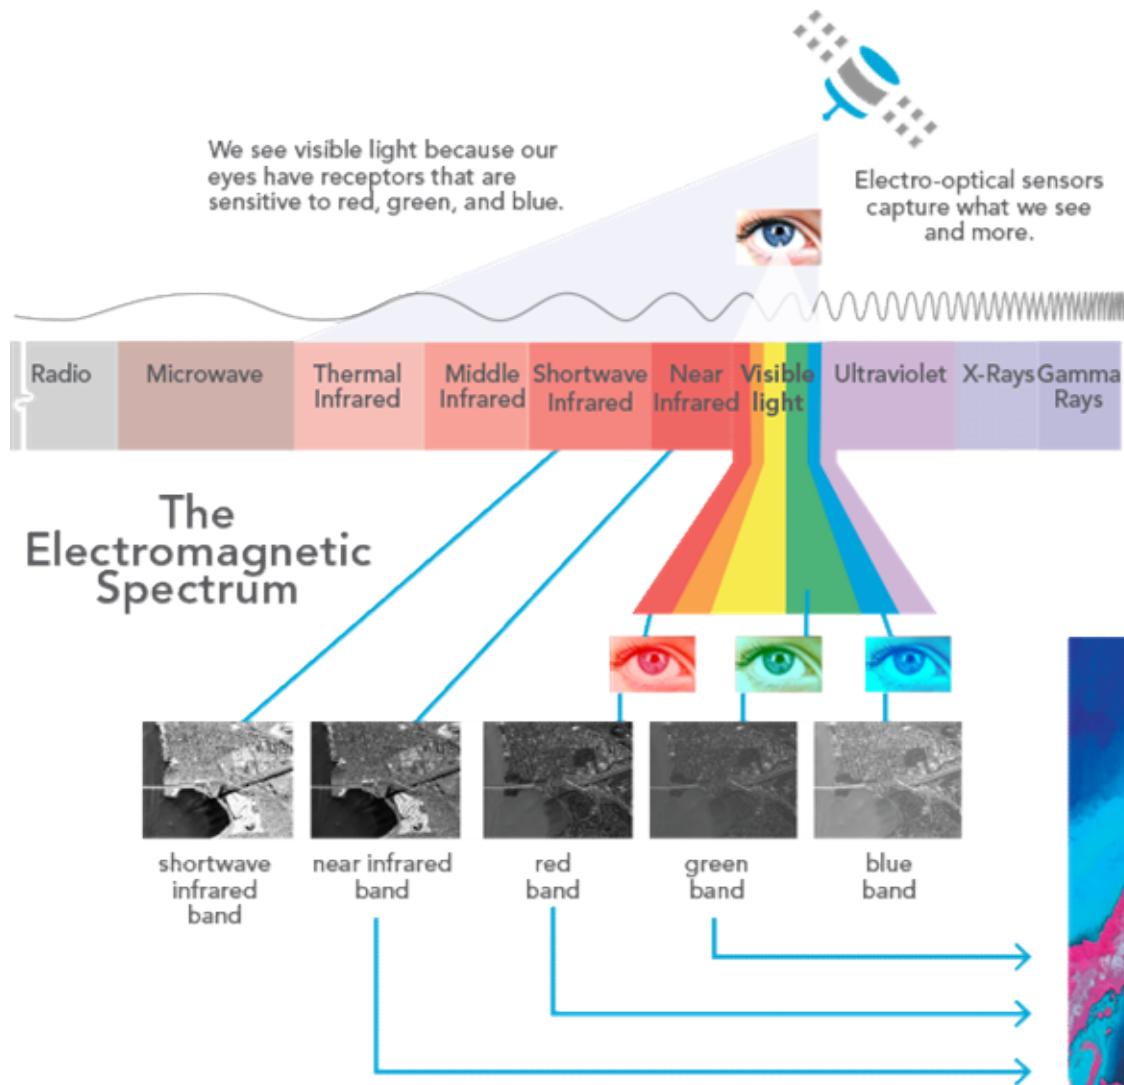 We see visible light because our
eyes have receptors that are
sensitive to red, green, and blue.
Electro-optical sensors
capture what we see
and more.
Radio
Microwave
Thermal
Infrared
Middle
Infrared
Shortwave
Infrared
Near
Infrared
Visible
light
Ultraviolet
X-Rays
Gamma
Rays
The
Electromagnetic
Spectrum
shortwave
infrared
band
near infrared
band
red
band
green
band
blue
band